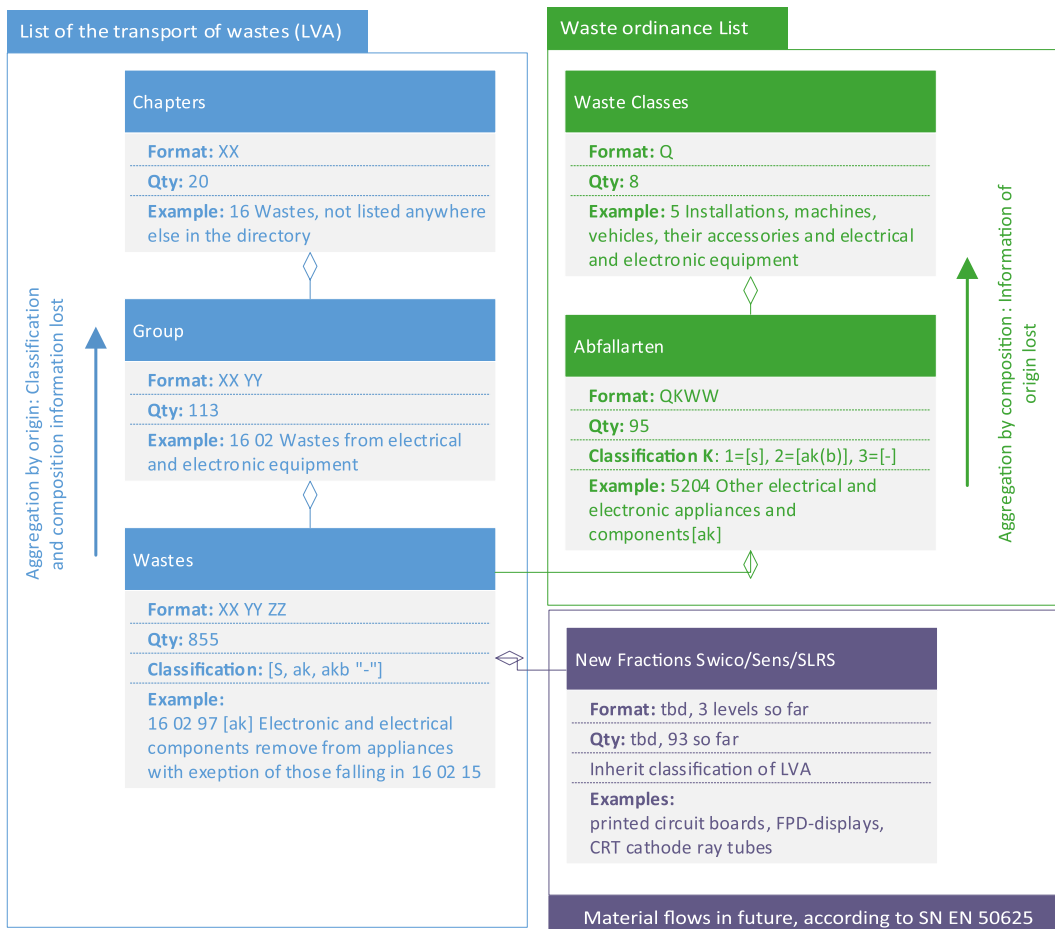 List of the transport of wastes (LVA)
Chapters
Format: XX
Qty: 20
Example: 16 Wastes, not listed anywhere
else in the directory
Group
Format: XX YY
Qty: 113
Example: 16 02 Wastes from electrical
and electronic equipment
Wastes
Format: XX YY ZZ
Qty: 855
Classification: [S, ak, akb "-"]
Example:
16 02 97 [ak] Electronic and electrical
components remove from appliances
with exeption of those falling in 16 02 15
Aggregation by origin: Classification
and composition information lost
Waste ordinance List
Waste Classes
Format: Q
Qty: 8
Example: 5 Installations, machines,
vehicles, their accessories and electrical
and electronic equipment
Abfallarten
Format: QKWW
Qty: 95
Classification K: 1=[s], 2=[ak(b)], 3=[-]
Example: 5204 Other electrical and
electronic appliances and
components[ak]
Aggregation by composition : Information of
origin lost
New Fractions Swico/Sens/SLRS
Format: tbd, 3 levels so far
Qty: tbd, 93 so far
Inherit classification of LVA
Examples:
printed circuit boards, FPD-displays,
CRT cathode ray tubes
Material flows in future, according to SN EN 50625